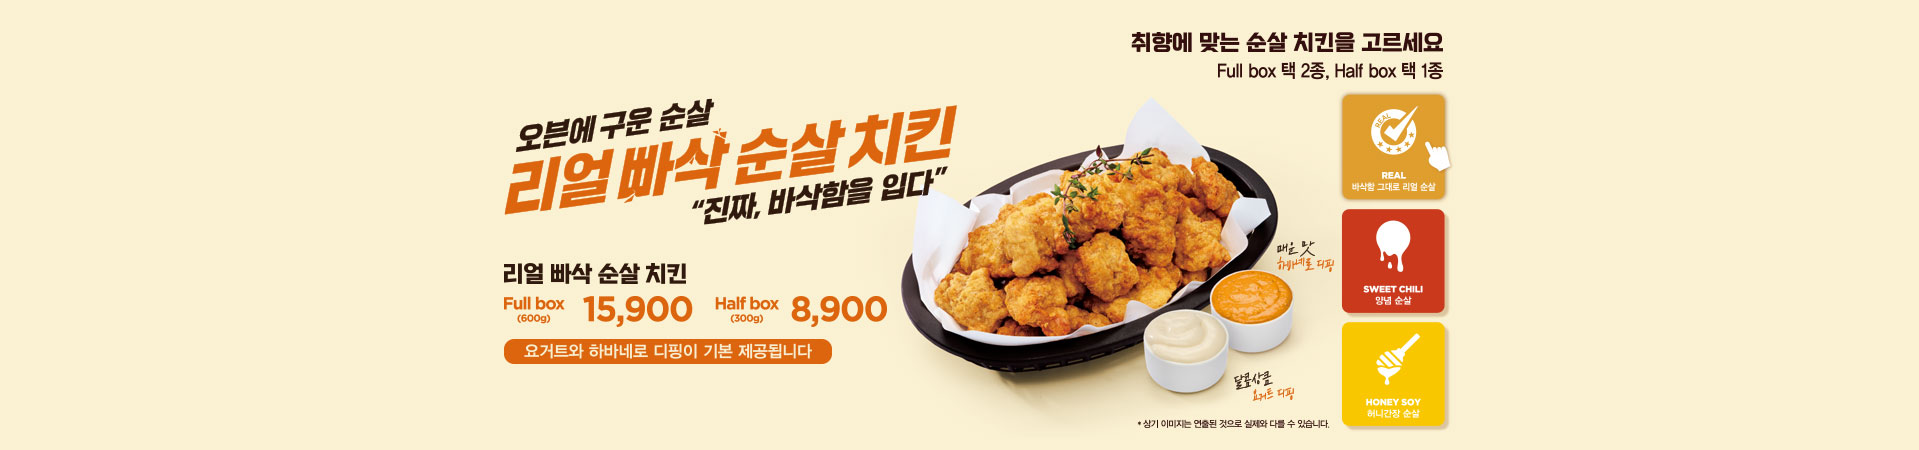 취향에 맞는 순살 치킨을 고르세요
Full box 택 2종, Half box 택 1종
오븐에 구운 순살
리얼 빠삭 순살 치킨
“진짜, 바삭함을 입다”
리얼 빠삭 순살 치킨
Full box (600g) 15,900 Half box (300g) 8,900
요거트와 하바네로 디핑이 기본 제공됩니다
매운 맛
하바네로 디핑
달콤상큼
요거트 디핑
REAL
REAL
바삭함 그대로 리얼 순살
SWEET CHILI
양념 순살
HONEY SOY
허니간장 순살
* 상기 이미지는 연출된 것으로 실제와 다를 수 있습니다.